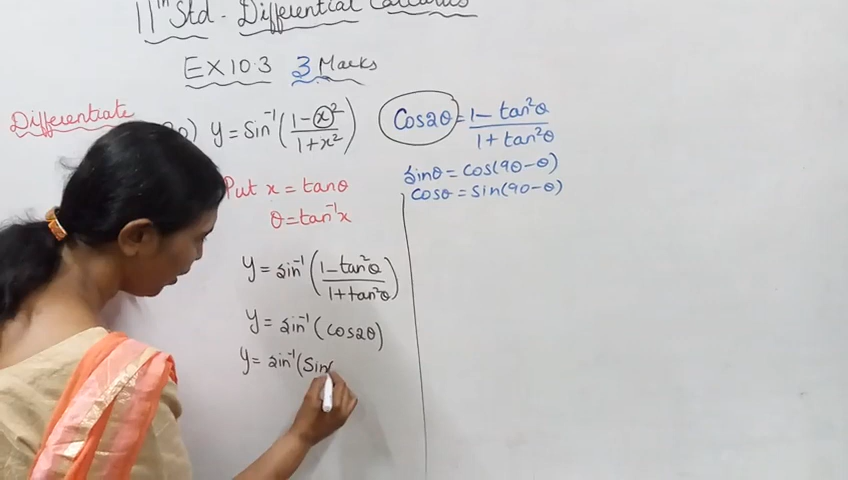 11th Std - Differential Calculus
EX 10.3 3 Marks
Differentiate
0) y = Sin⁻¹((1-x²)/(1+x²))
Put x = tanθ
θ = tan⁻¹x
y = sin⁻¹((1-tan²θ)/(1+tan²θ))
y = sin⁻¹(cos2θ)
y = sin⁻¹(Sin
Cos2θ = (1-tan²θ)/(1+tan²θ)
sinθ = cos(90-θ)
cosθ = sin(90-θ)